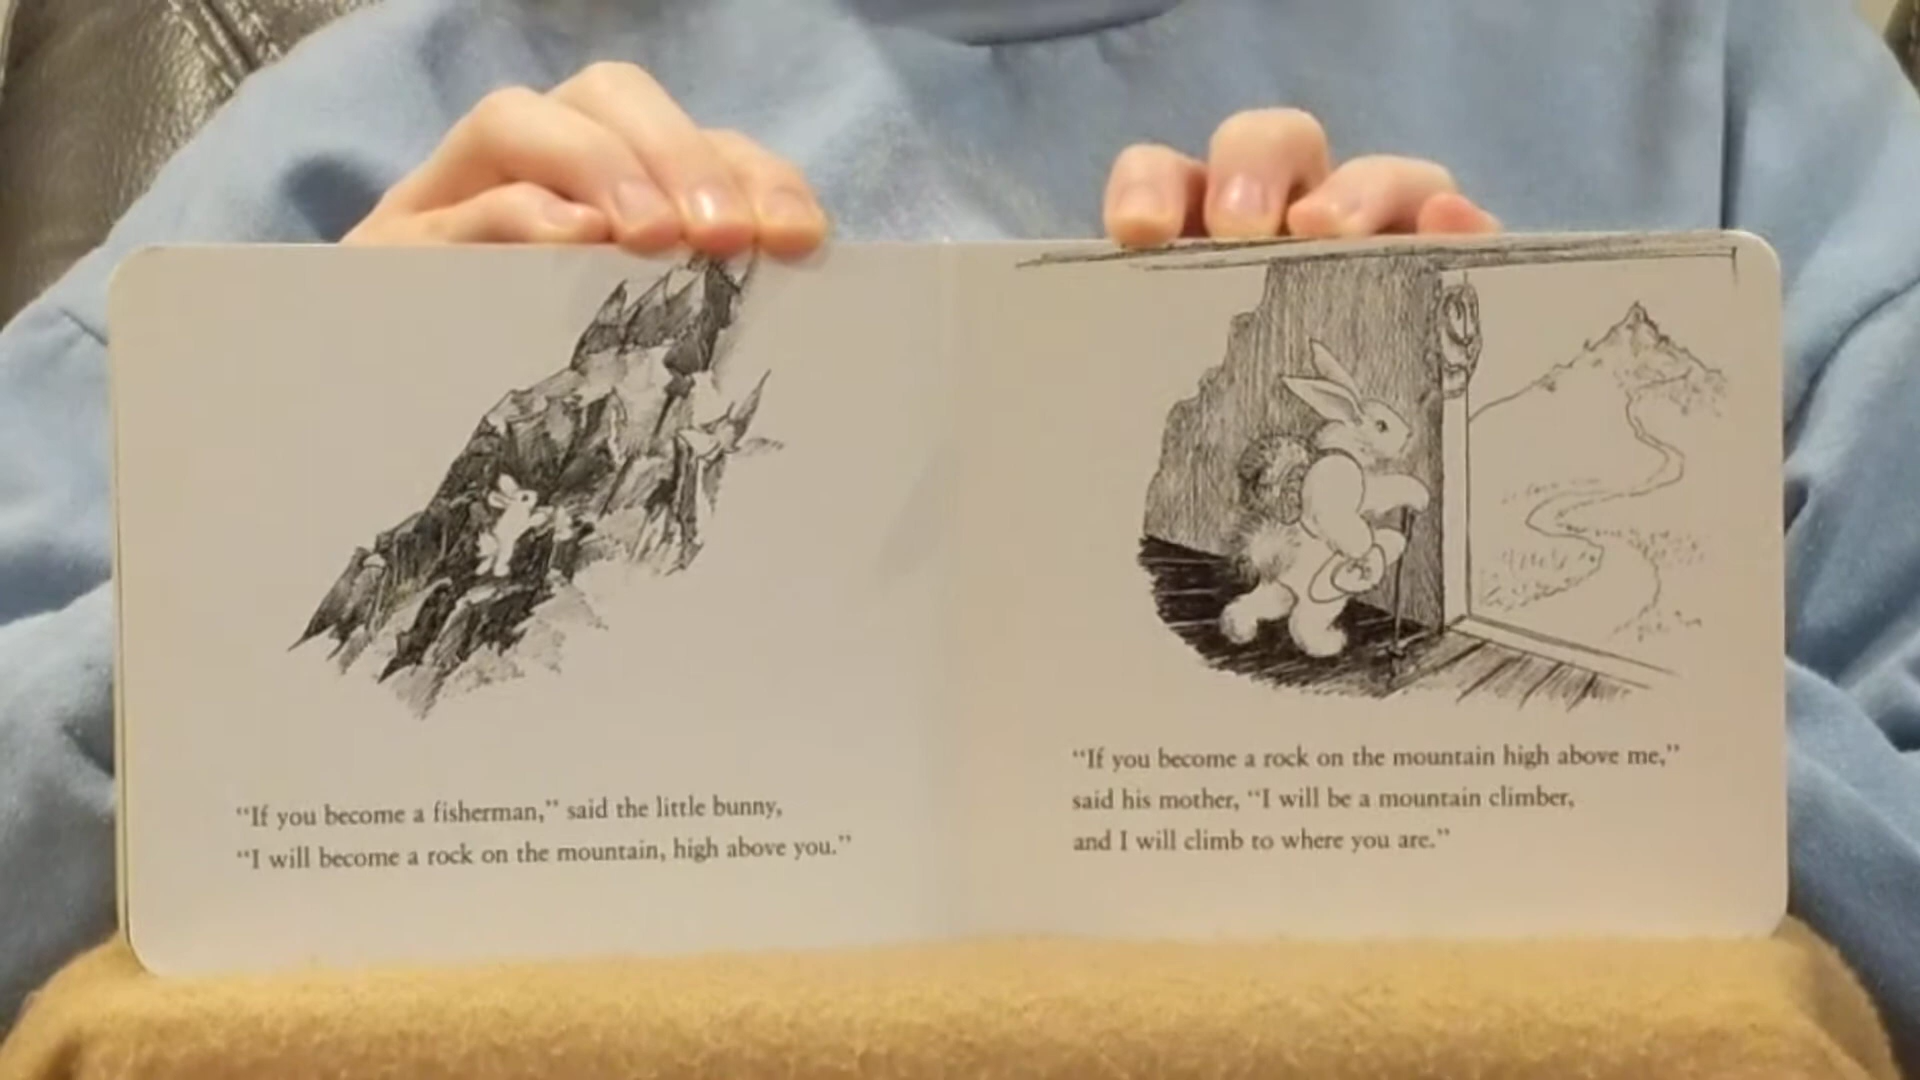 “If you become a fisherman,” said the little bunny,
“I will become a rock on the mountain, high above you.”
“If you become a rock on the mountain high above me,”
said his mother, “I will be a mountain climber,
and I will climb to where you are.”